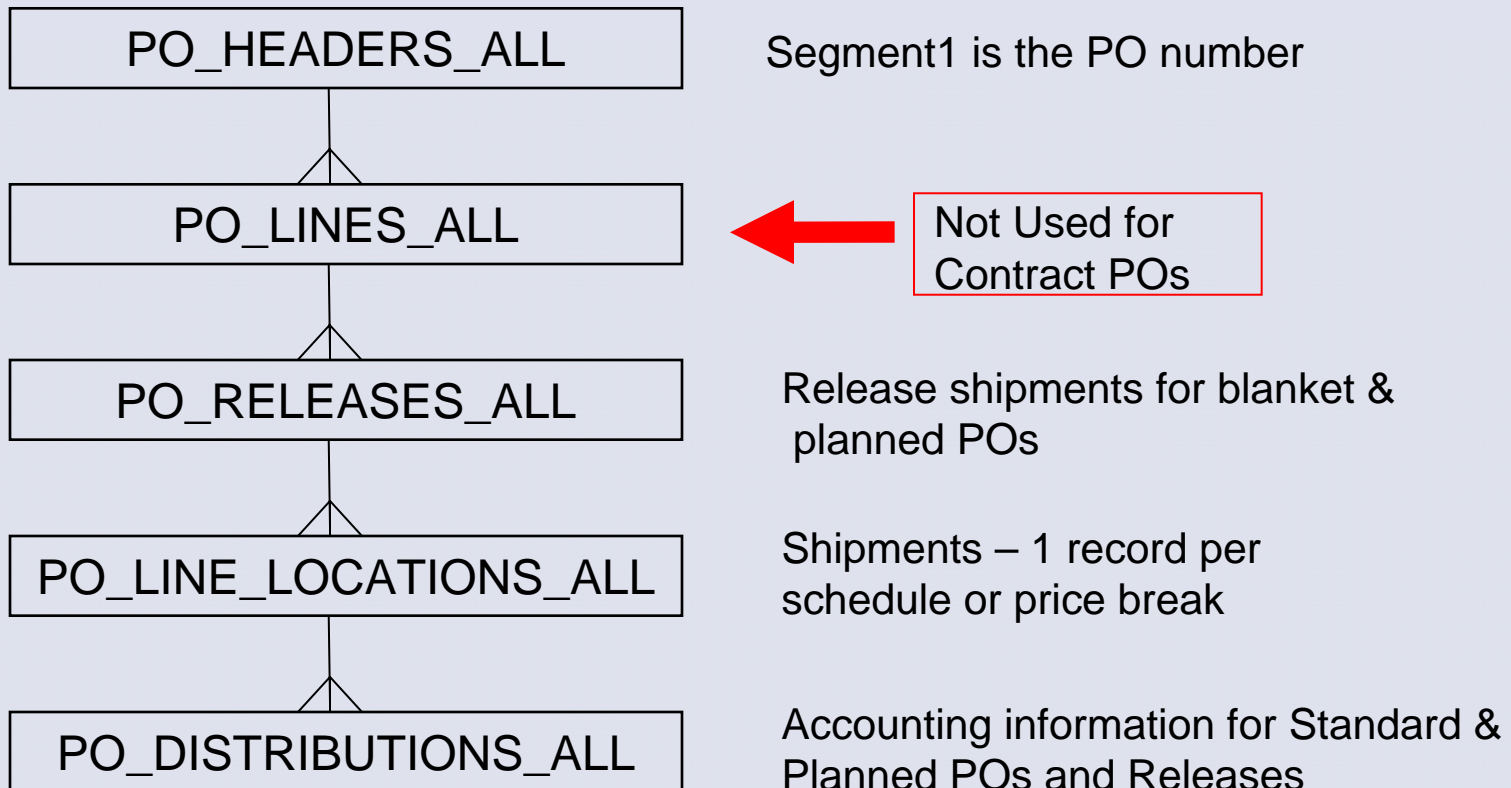 PO_HEADERS_ALL
Segment1 is the PO number
PO_LINES_ALL
Not Used for
Contract POs
PO_RELEASES_ALL
Release shipments for blanket &
planned POs
PO_LINE_LOCATIONS_ALL
Shipments – 1 record per
schedule or price break
PO_DISTRIBUTIONS_ALL
Accounting information for Standard &
Planned POs and Releases